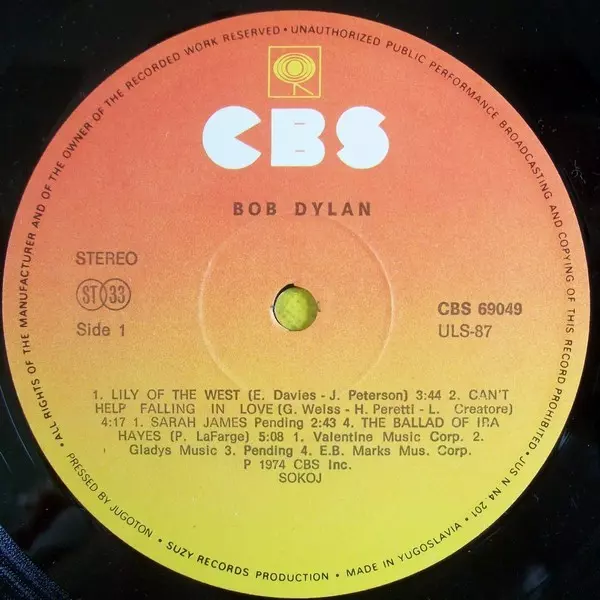 • ALL RIGHTS OF THE MANUFACTURER AND OF THE OWNER OF THE RECORDED WORK RESERVED • UNAUTHORIZED PUBLIC PERFORMANCE BROADCASTING AND COPYING OF THIS RECORD PROHIBITED • JUS N N4 201
CBS
BOB DYLAN
STEREO
ST 33
Side 1
CBS 69049
ULS-87
1. LILY OF THE WEST (E. Davies - J. Peterson) 3:44 2. CAN'T
HELP FALLING IN LOVE (G. Weiss - H. Peretti - L. Creatore)
4:17 1. SARAH JAMES Pending 2:43 4. THE BALLAD OF IRA
HAYES (P. LaFarge) 5:08 1. Valentine Music Corp. 2.
Gladys Music 3. Pending 4. E.B. Marks Mus. Corp.
P 1974 CBS Inc.
SOKOJ
PRESSED BY JUGOTON • SUZY RECORDS PRODUCTION • MADE IN YUGOSLAVIA •